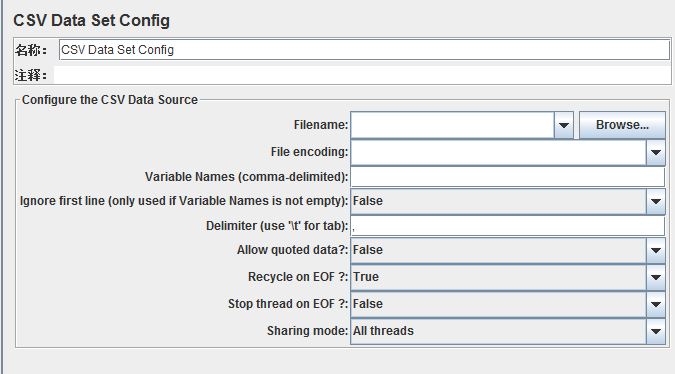 CSV Data Set Config
名称： CSV Data Set Config
注释：
Configure the CSV Data Source
Filename: Browse...
File encoding:
Variable Names (comma-delimited):
Ignore first line (only used if Variable Names is not empty): False
Delimiter (use '\t' for tab): ,
Allow quoted data?: False
Recycle on EOF ?: True
Stop thread on EOF ?: False
Sharing mode: All threads